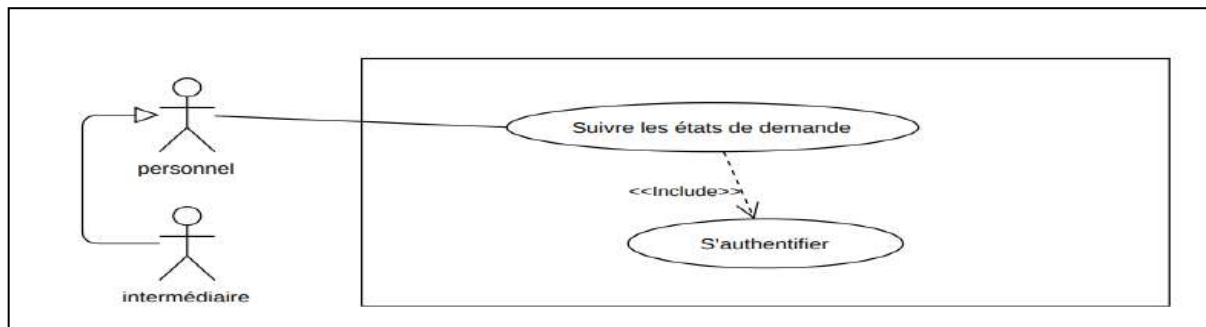 Suivre les états de demande
personnel
<<Include>>
S'authentifier
intermédiaire